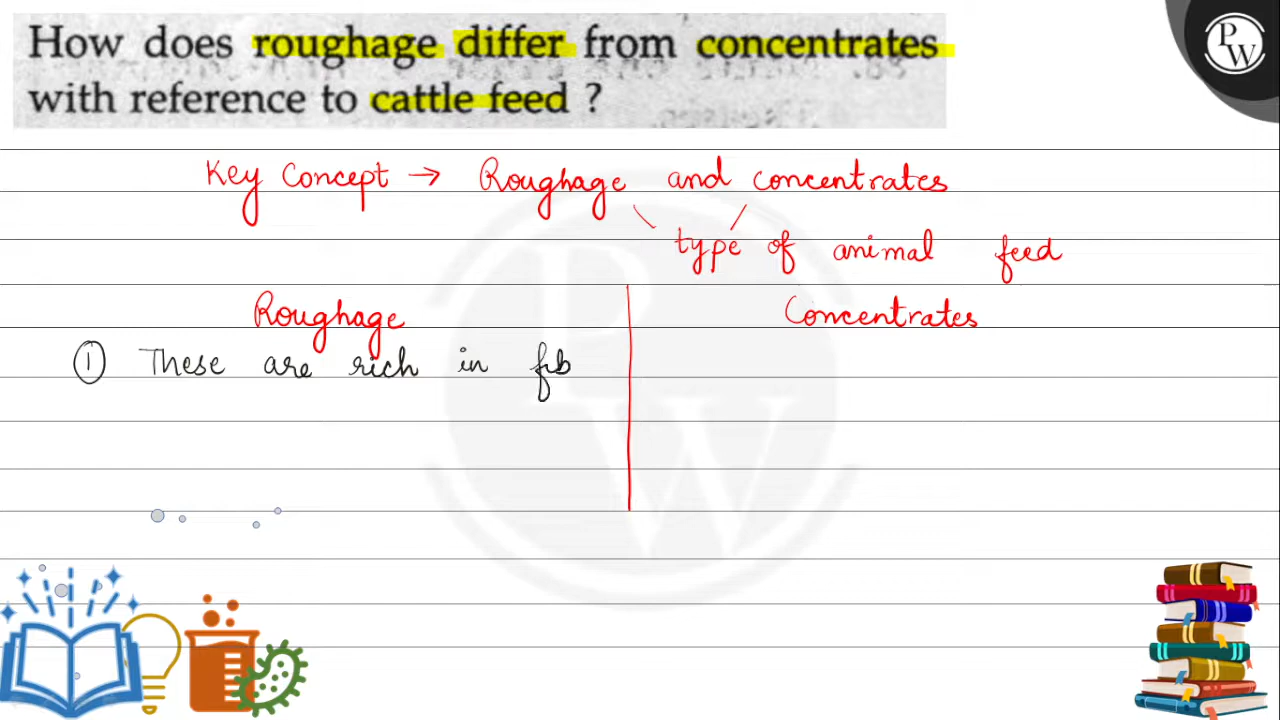 How does roughage differ from concentrates
with reference to cattle feed ?
PW
Key Concept → Roughage and concentrates
type of animal feed
Roughage
Concentrates
① These are rich in fib